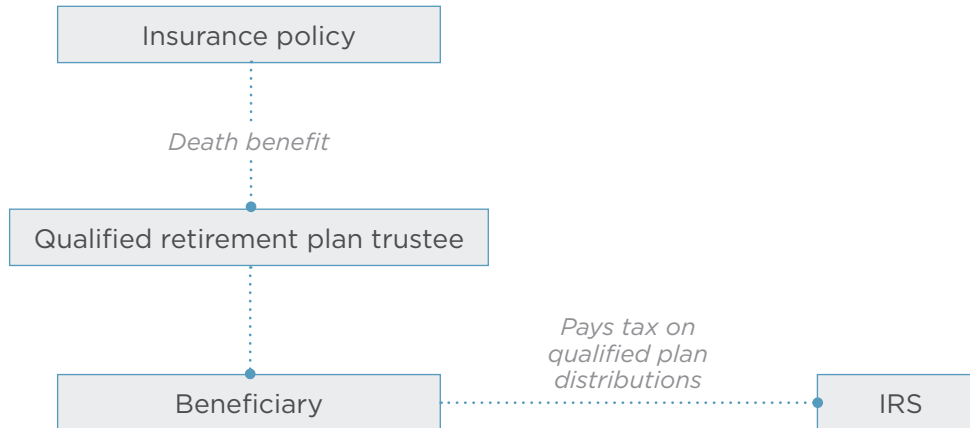 Insurance policy
Death benefit
Qualified retirement plan trustee
Pays tax on
qualified plan
distributions
Beneficiary
IRS